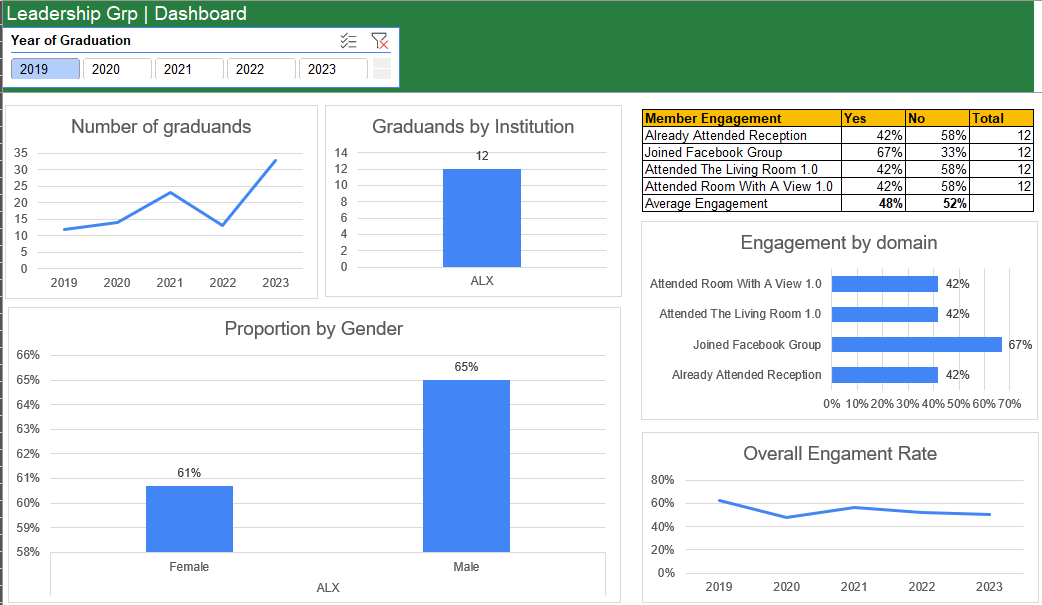 Leadership Grp | Dashboard
Year of Graduation
2019 2020 2021 2022 2023
Number of graduands
35
30
25
20
15
10
5
0
2019 2020 2021 2022 2023
Graduands by Institution
14
12
10
8
6
4
2
0
12
ALX
Member Engagement Yes No Total
Already Attended Reception 42% 58% 12
Joined Facebook Group 67% 33% 12
Attended The Living Room 1.0 42% 58% 12
Attended Room With A View 1.0 42% 58% 12
Average Engagement 48% 52%
Engagement by domain
Attended Room With A View 1.0 42%
Attended The Living Room 1.0 42%
Joined Facebook Group 67%
Already Attended Reception 42%
0% 10% 20% 30% 40% 50% 60% 70%
Proportion by Gender
66%
65%
64%
63%
62%
61%
60%
59%
58%
61%
65%
Female Male
ALX
Overall Engament Rate
80%
60%
40%
20%
0%
2019 2020 2021 2022 2023